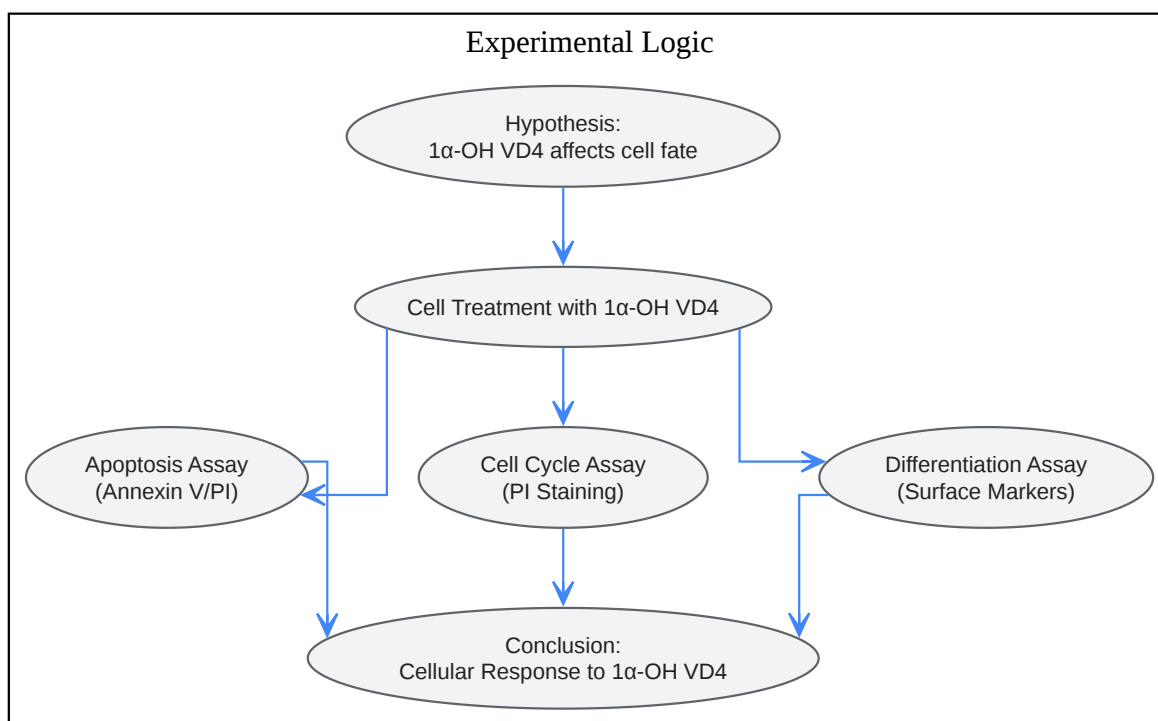 Experimental Logic
Hypothesis:
1α-OH VD4 affects cell fate
Cell Treatment with 1α-OH VD4
Apoptosis Assay
(Annexin V/PI)
Cell Cycle Assay
(PI Staining)
Differentiation Assay
(Surface Markers)
Conclusion:
Cellular Response to 1α-OH VD4